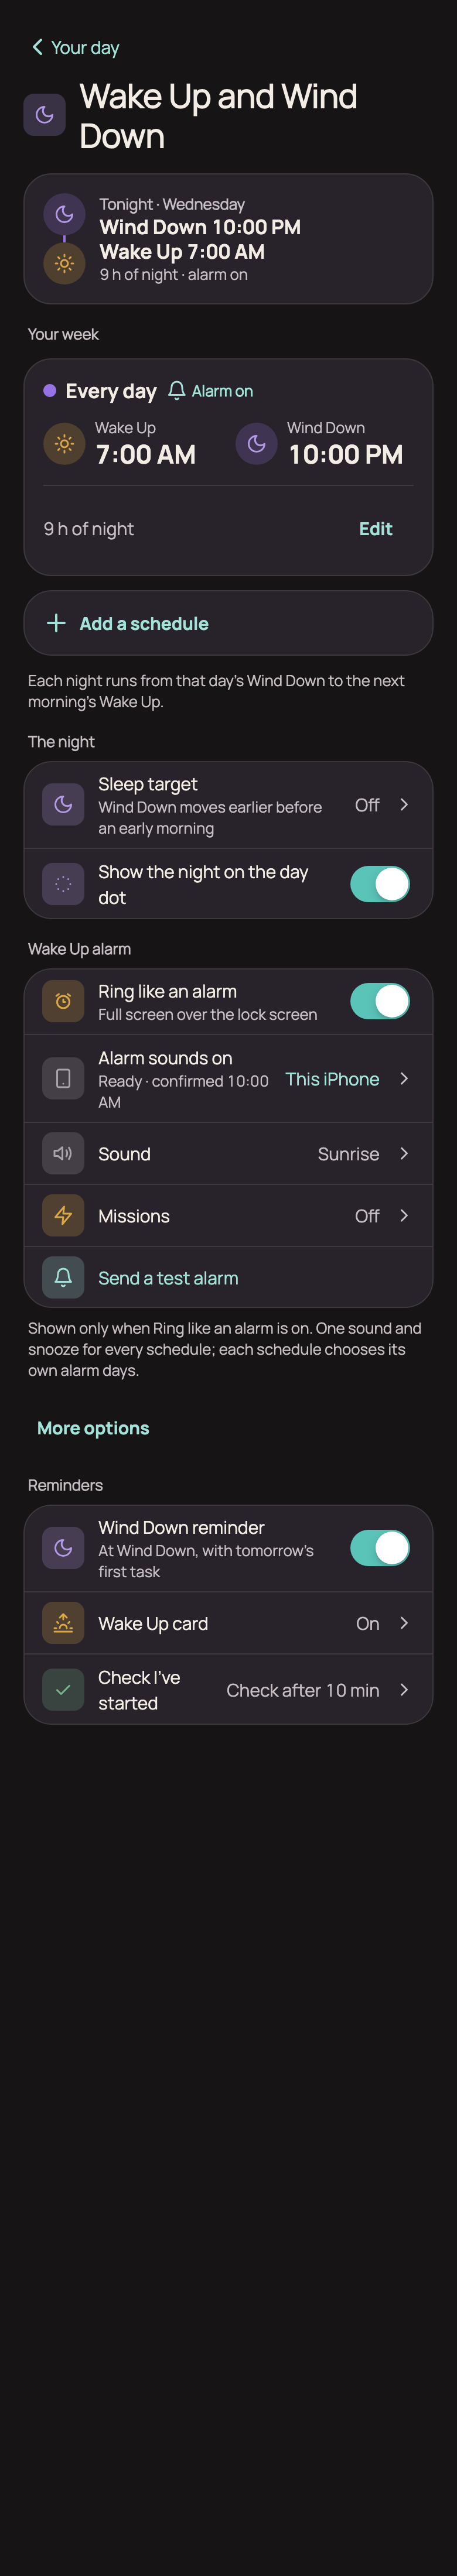 Your day
Wake Up and Wind
Down
Tonight · Wednesday
Wind Down 10:00 PM
Wake Up 7:00 AM
9 h of night · alarm on
Your week
Every day
Alarm on
Wake Up
7:00 AM
Wind Down
10:00 PM
9 h of night
Edit
Add a schedule
Each night runs from that day's Wind Down to the next
morning's Wake Up.
The night
Sleep target
Wind Down moves earlier before
an early morning
Off
Show the night on the day
dot
Wake Up alarm
Ring like an alarm
Full screen over the lock screen
Alarm sounds on
Ready · confirmed 10:00
AM
This iPhone
Sound
Sunrise
Missions
Off
Send a test alarm
Shown only when Ring like an alarm is on. One sound and
snooze for every schedule; each schedule chooses its
own alarm days.
More options
Reminders
Wind Down reminder
At Wind Down, with tomorrow's
first task
Wake Up card
On
Check I've
started
Check after 10 min